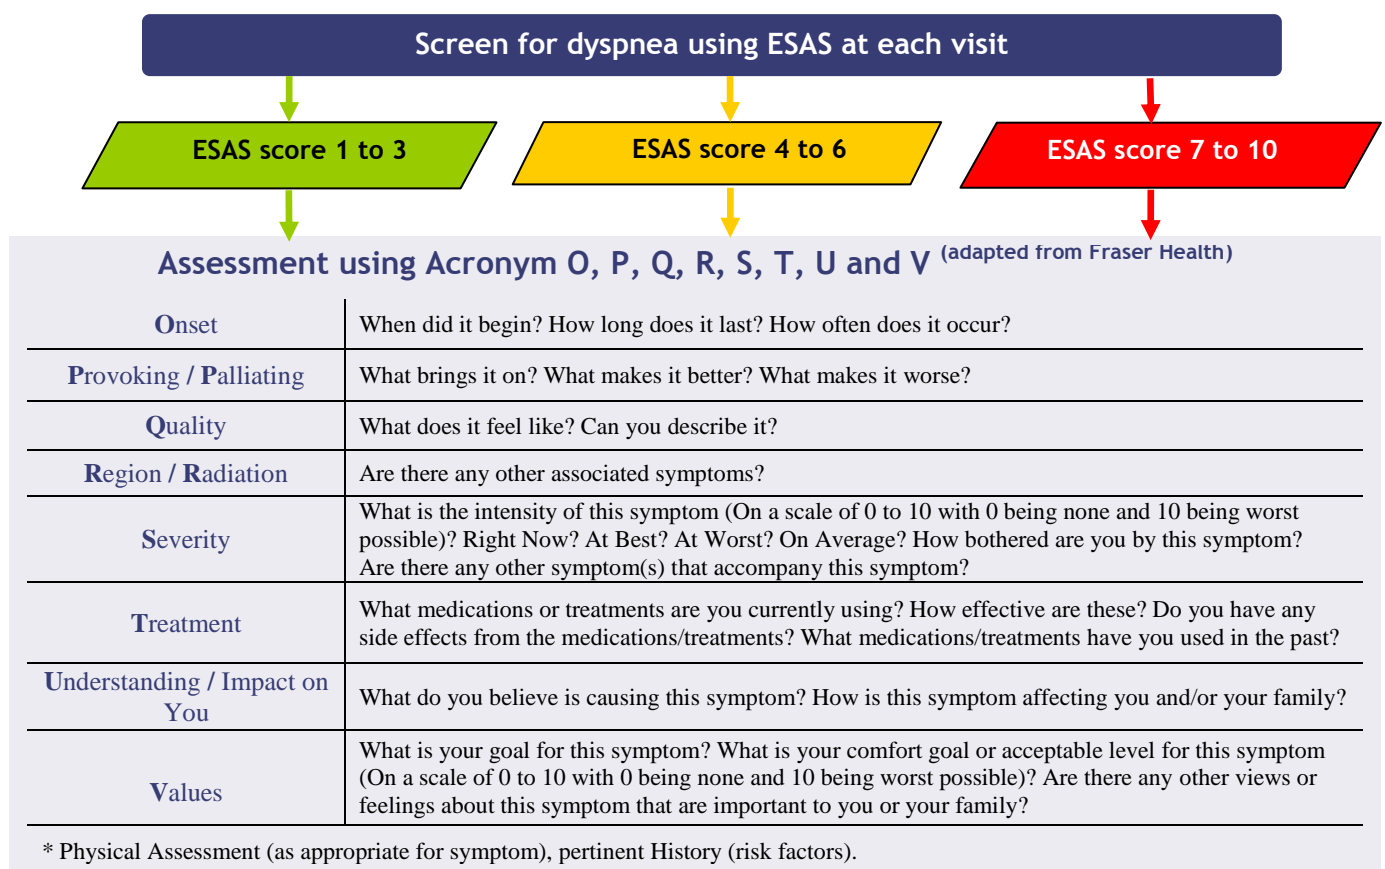 Screen for dyspnea using ESAS at each visit
ESAS score 1 to 3
ESAS score 4 to 6
ESAS score 7 to 10
Assessment using Acronym O, P, Q, R, S, T, U and V (adapted from Fraser Health)
Onset
When did it begin? How long does it last? How often does it occur?
Provoking / Palliating
What brings it on? What makes it better? What makes it worse?
Quality
What does it feel like? Can you describe it?
Region / Radiation
Are there any other associated symptoms?
Severity
What is the intensity of this symptom (On a scale of 0 to 10 with 0 being none and 10 being worst
possible)? Right Now? At Best? At Worst? On Average? How bothered are you by this symptom?
Are there any other symptom(s) that accompany this symptom?
Treatment
What medications or treatments are you currently using? How effective are these? Do you have any
side effects from the medications/treatments? What medications/treatments have you used in the past?
Understanding / Impact on
You
What do you believe is causing this symptom? How is this symptom affecting you and/or your family?
Values
What is your goal for this symptom? What is your comfort goal or acceptable level for this symptom
(On a scale of 0 to 10 with 0 being none and 10 being worst possible)? Are there any other views or
feelings about this symptom that are important to you or your family?
* Physical Assessment (as appropriate for symptom), pertinent History (risk factors).